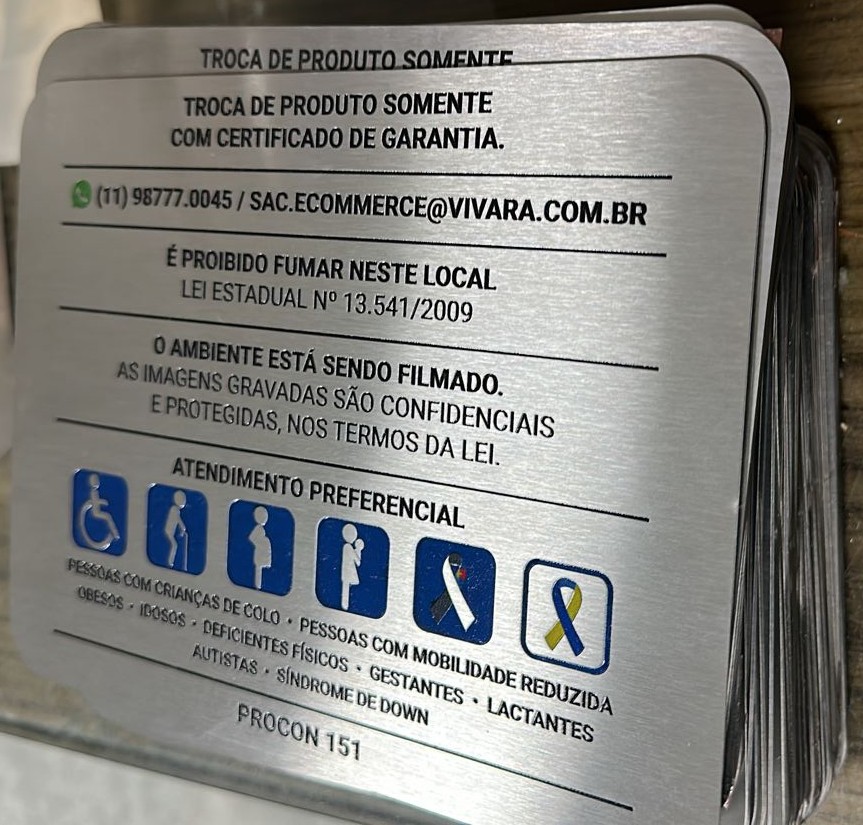 TROCA DE PRODUTO SOMENTE
TROCA DE PRODUTO SOMENTE
COM CERTIFICADO DE GARANTIA.
(11) 98777.0045 / SAC.ECOMMERCE@VIVARA.COM.BR
É PROIBIDO FUMAR NESTE LOCAL
LEI ESTADUAL Nº 13.541/2009
O AMBIENTE ESTÁ SENDO FILMADO.
AS IMAGENS GRAVADAS SÃO CONFIDENCIAIS
E PROTEGIDAS, NOS TERMOS DA LEI.
ATENDIMENTO PREFERENCIAL
PESSOAS COM CRIANÇAS DE COLO • PESSOAS COM MOBILIDADE REDUZIDA
OBESOS • IDOSOS • DEFICIENTES FÍSICOS • GESTANTES • LACTANTES
AUTISTAS • SÍNDROME DE DOWN
PROCON 151